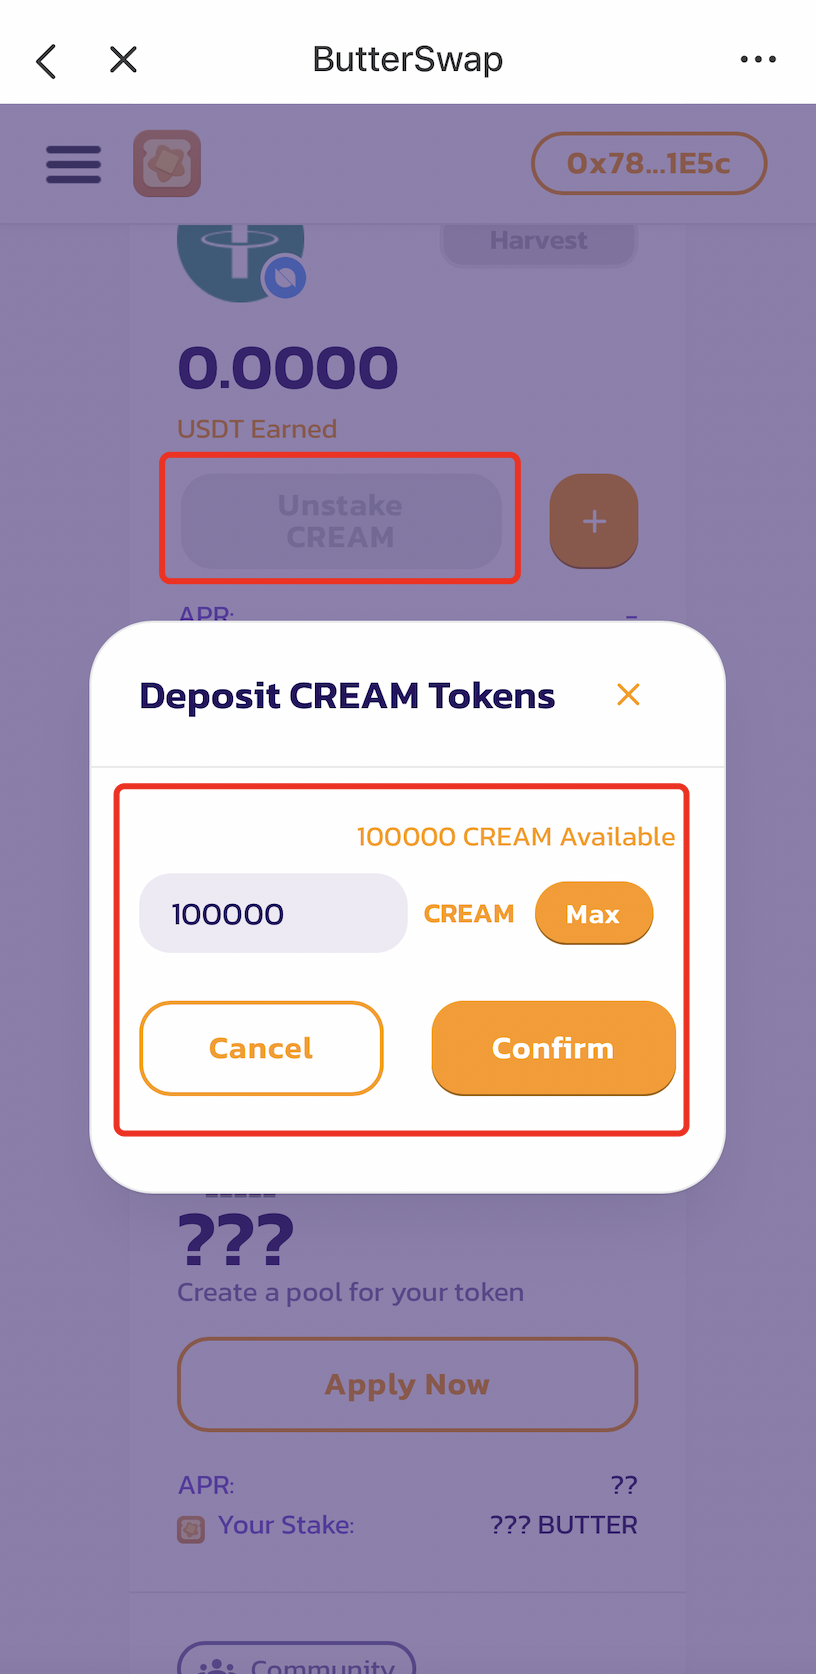 ButterSwap
0x78...1E5c
Harvest
0.0000
USDT Earned
Unstake
CREAM
+
APR:
-
Deposit CREAM Tokens
100000 CREAM Available
100000
CREAM
Max
Cancel
Confirm
???
Create a pool for your token
Apply Now
APR:
??
Your Stake:
??? BUTTER
Community